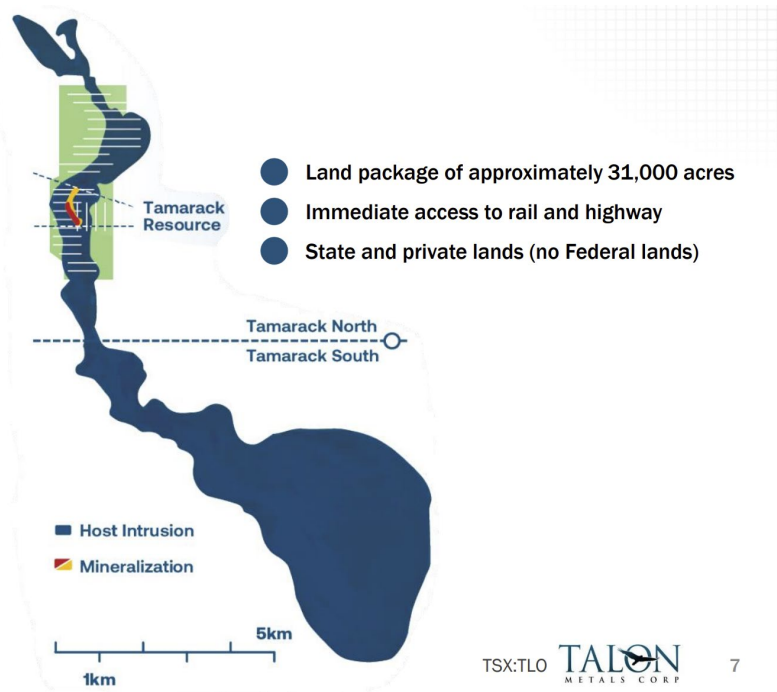 Land package of approximately 31,000 acres
Immediate access to rail and highway
State and private lands (no Federal lands)
Tamarack
Resource
Tamarack North
Tamarack South
Host Intrusion
Mineralization
5km
1km
TSX:TLO
TALON
METALS CORP
7